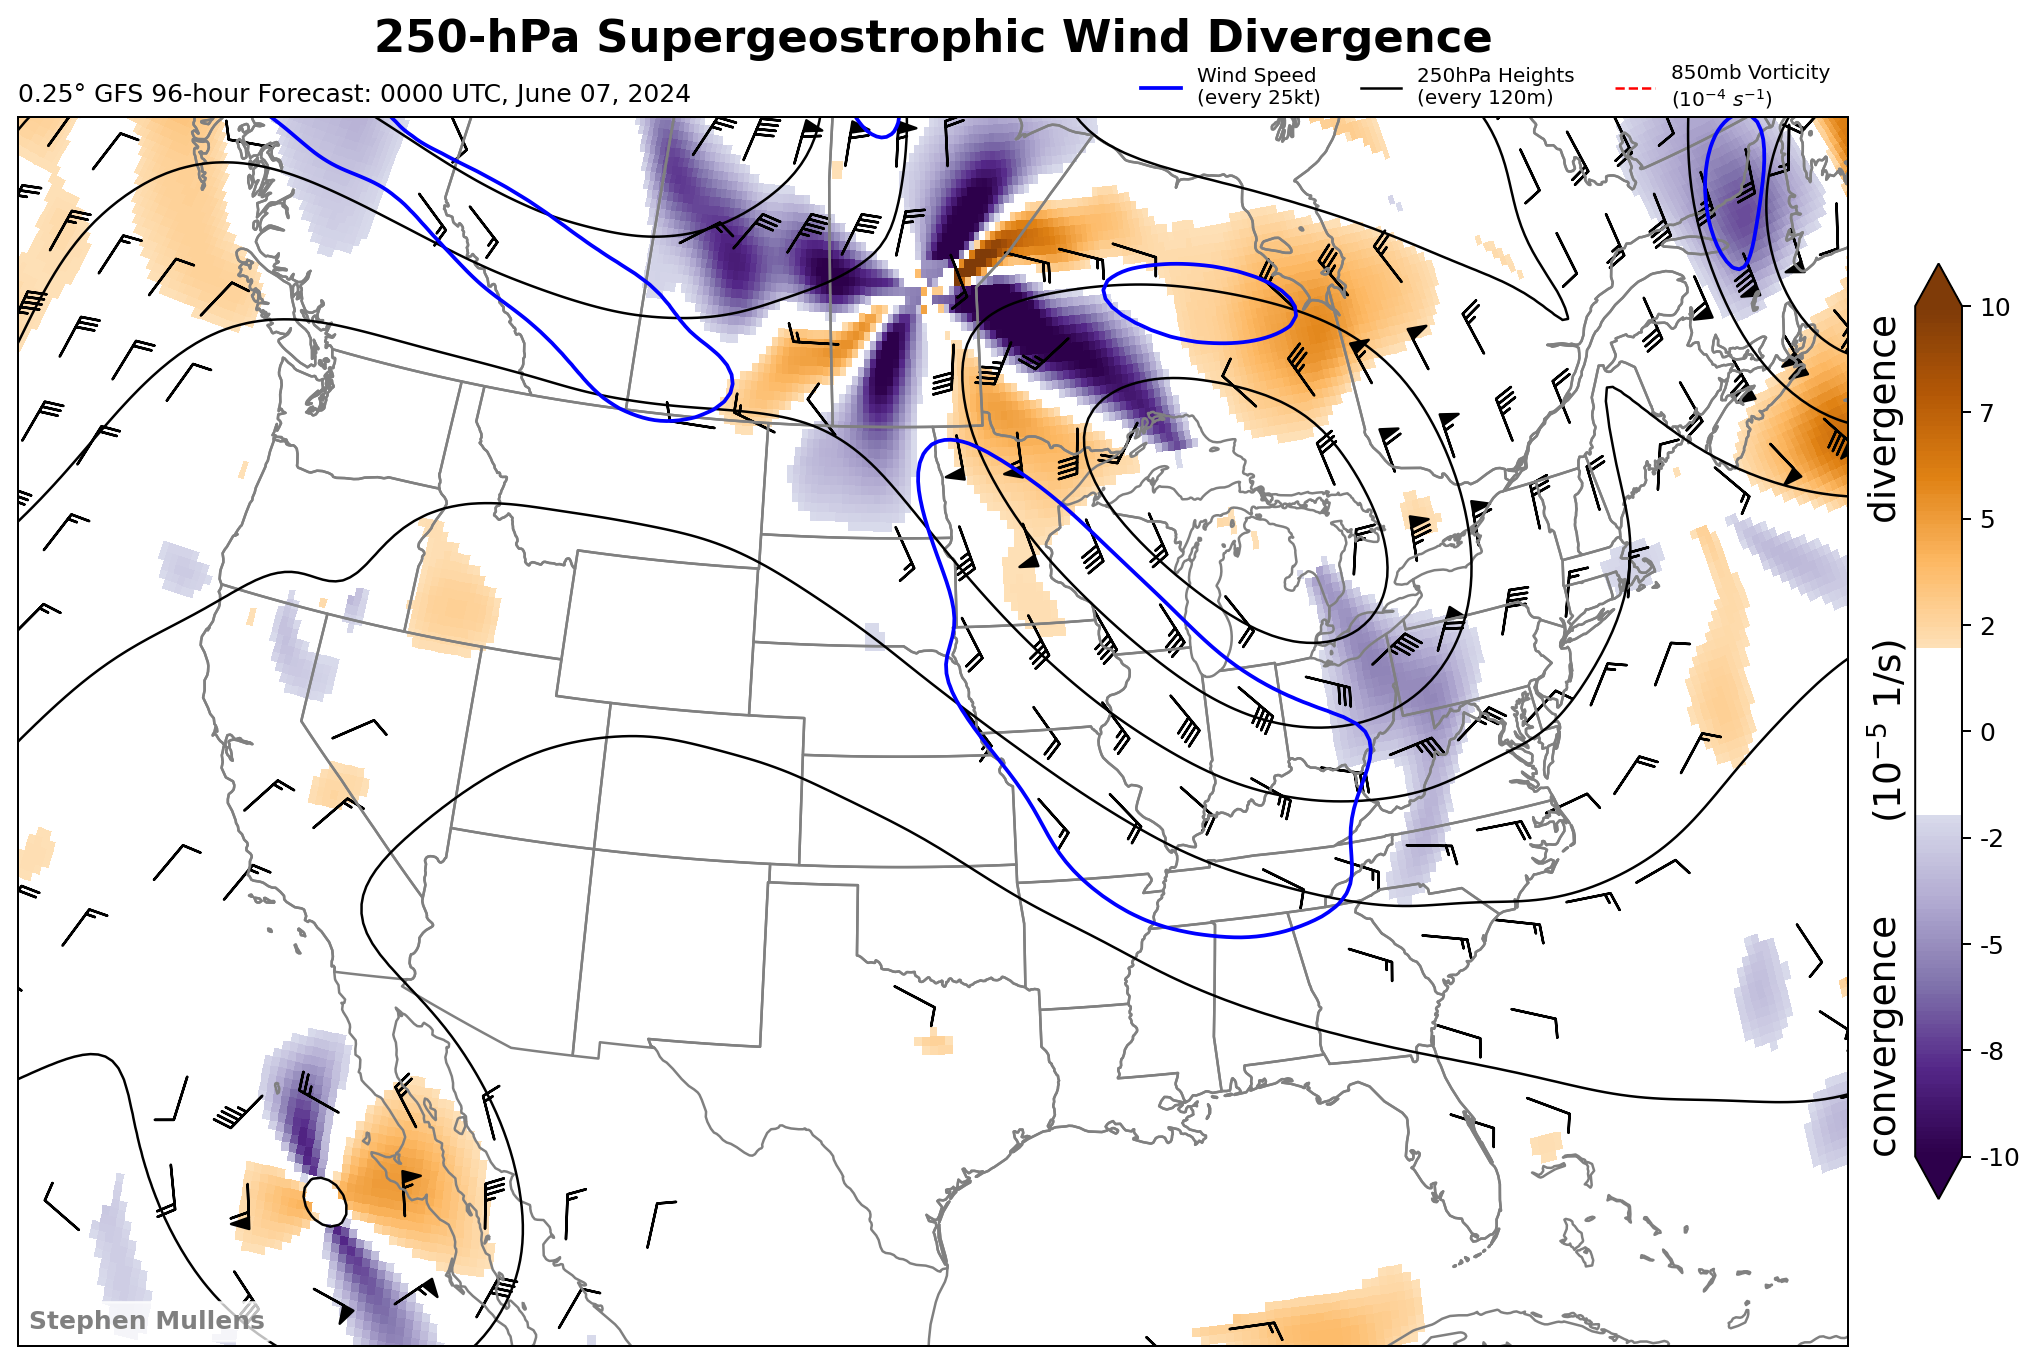 250-hPa Supergeostrophic Wind Divergence
0.25° GFS 96-hour Forecast: 0000 UTC, June 07, 2024
Wind Speed
(every 25kt)
250hPa Heights
(every 120m)
850mb Vorticity
(10⁻⁴ s⁻¹)
10
7
5
2
0
-2
-5
-8
-10
convergence (10⁻⁵ 1/s) divergence
Stephen Mullens